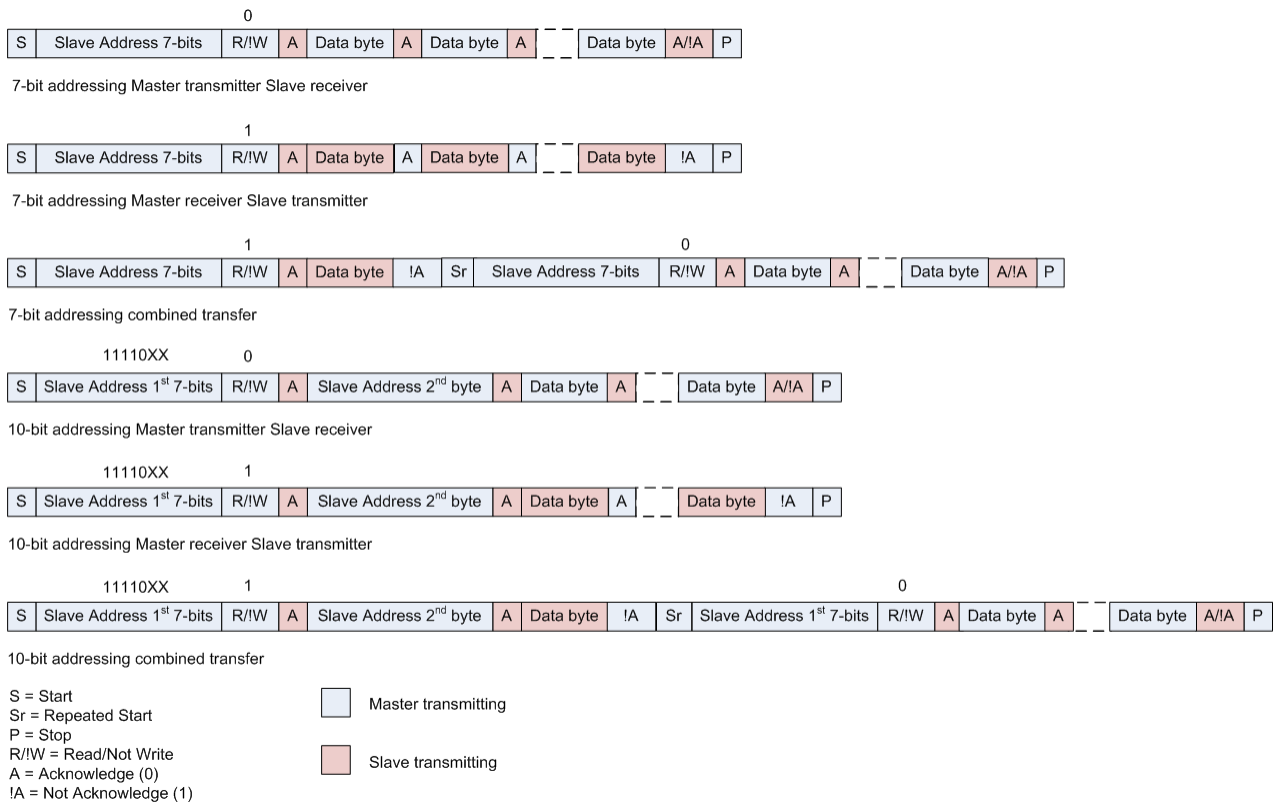 0
S Slave Address 7-bits R/!W A Data byte A Data byte A Data byte A/!A P
7-bit addressing Master transmitter Slave receiver
1
S Slave Address 7-bits R/!W A Data byte A Data byte A Data byte !A P
7-bit addressing Master receiver Slave transmitter
1 0
S Slave Address 7-bits R/!W A Data byte !A Sr Slave Address 7-bits R/!W A Data byte A Data byte A/!A P
7-bit addressing combined transfer
11110XX 0
S Slave Address 1st 7-bits R/!W A Slave Address 2nd byte A Data byte A Data byte A/!A P
10-bit addressing Master transmitter Slave receiver
11110XX 1
S Slave Address 1st 7-bits R/!W A Slave Address 2nd byte A Data byte A Data byte !A P
10-bit addressing Master receiver Slave transmitter
11110XX 1 0
S Slave Address 1st 7-bits R/!W A Slave Address 2nd byte A Data byte !A Sr Slave Address 1st 7-bits R/!W A Data byte A Data byte A/!A P
10-bit addressing combined transfer
S = Start
Sr = Repeated Start
P = Stop
R/!W = Read/Not Write
A = Acknowledge (0)
!A = Not Acknowledge (1)
Master transmitting
Slave transmitting